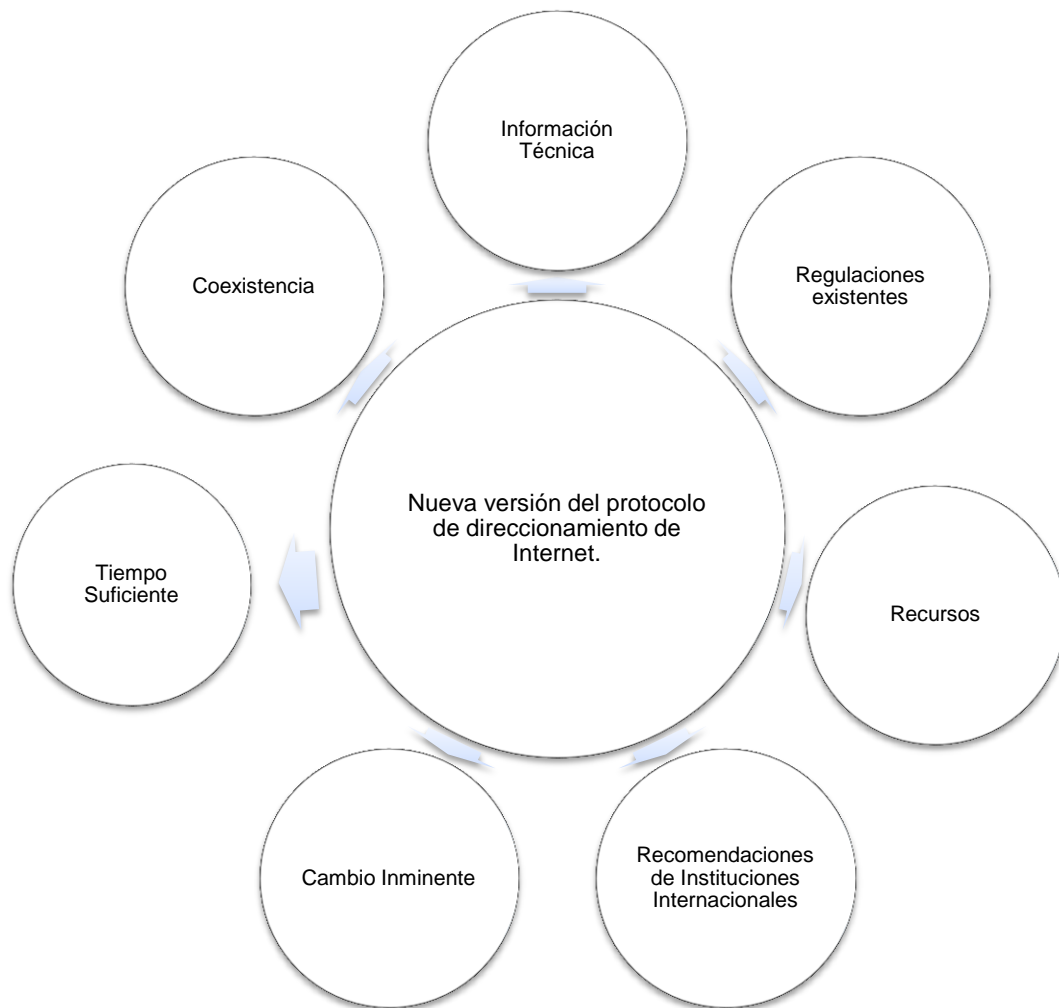 Información
Técnica
Coexistencia
Regulaciones
existentes
Nueva versión del protocolo
de direccionamiento de
Internet.
Tiempo
Suficiente
Recursos
Cambio Inminente
Recomendaciones
de Instituciones
Internacionales